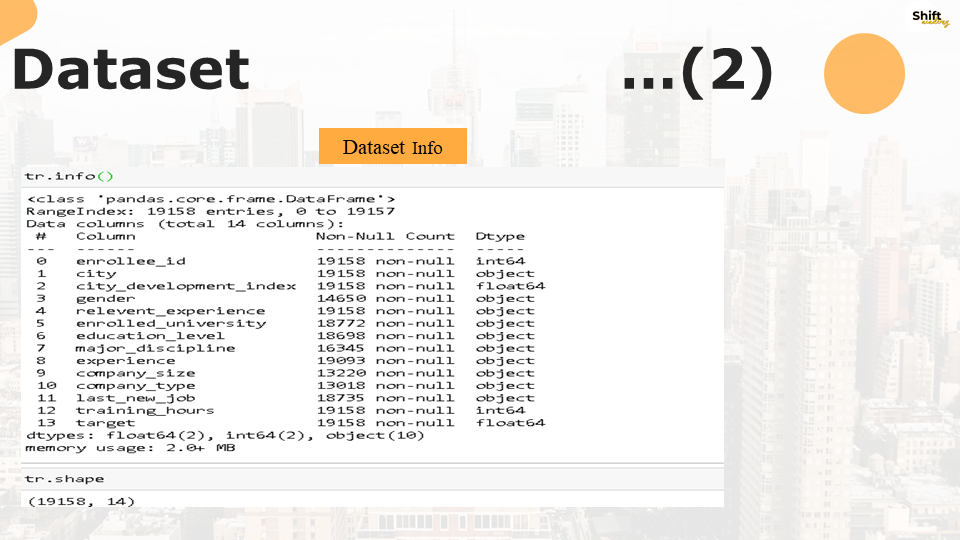 Shift
academy
Dataset ...(2)
Dataset Info
tr.info()
<class 'pandas.core.frame.DataFrame'>
RangeIndex: 19158 entries, 0 to 19157
Data columns (total 14 columns):
 #   Column                  Non-Null Count  Dtype
---  ------                  --------------  -----
 0   enrollee_id             19158 non-null  int64
 1   city                    19158 non-null  object
 2   city_development_index  19158 non-null  float64
 3   gender                  14650 non-null  object
 4   relevent_experience     19158 non-null  object
 5   enrolled_university     18772 non-null  object
 6   education_level         18698 non-null  object
 7   major_discipline        16345 non-null  object
 8   experience              19093 non-null  object
 9   company_size            13220 non-null  object
 10  company_type            13018 non-null  object
 11  last_new_job            18735 non-null  object
 12  training_hours          19158 non-null  int64
 13  target                  19158 non-null  float64
dtypes: float64(2), int64(2), object(10)
memory usage: 2.0+ MB
tr.shape
(19158, 14)